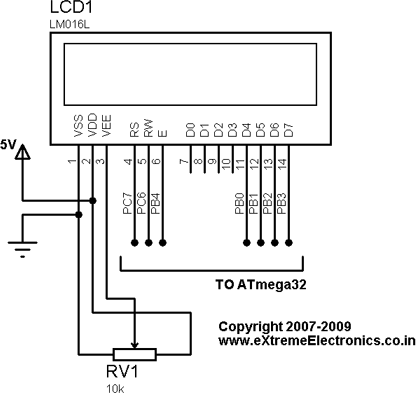 LCD1
LM016L
VSS VDD VEE RS RW E D0 D1 D2 D3 D4 D5 D6 D7
5V
1 2 3 4 5 6 7 8 9 10 11 12 13 14
PC7 PC6 PB4 PB0 PB1 PB2 PB3
TO ATmega32
Copyright 2007-2009
www.eXtremeElectronics.co.in
RV1
10k